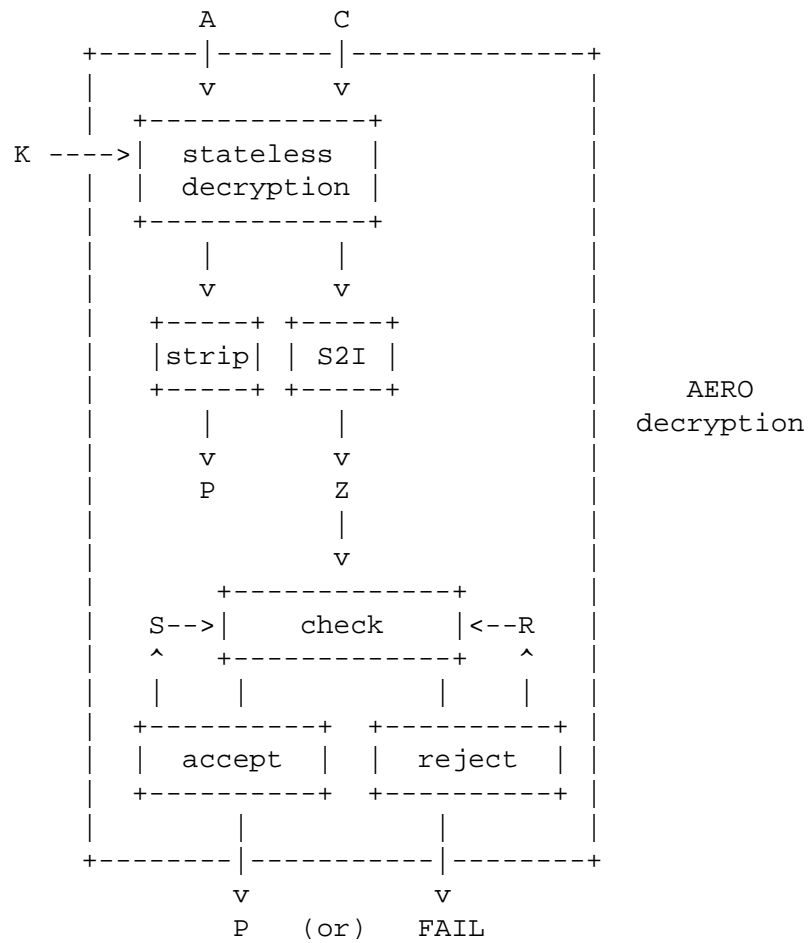 A C
K ---->| stateless
decryption
strip S2I
AERO
decryption
P Z
S-->| check |<--R
accept reject
P (or) FAIL